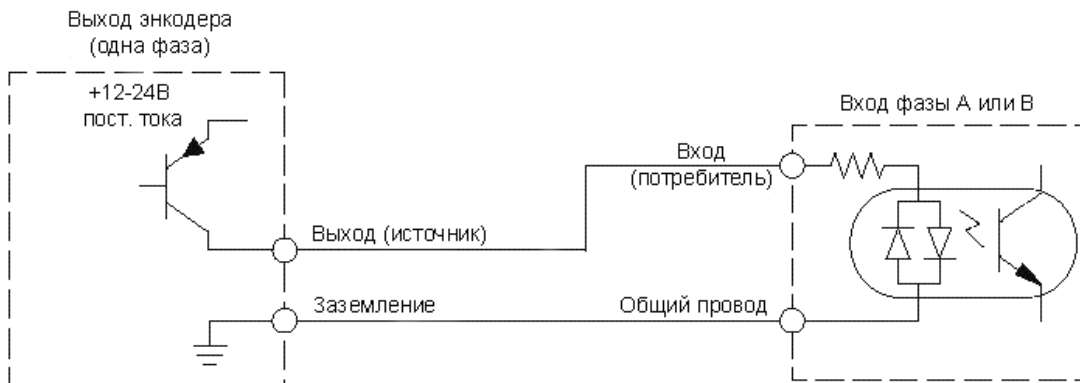 Выход энкодера
(одна фаза)
+12-24В
пост. тока
Вход фазы А или В
Вход
(потребитель)
Выход (источник)
Заземление
Общий провод